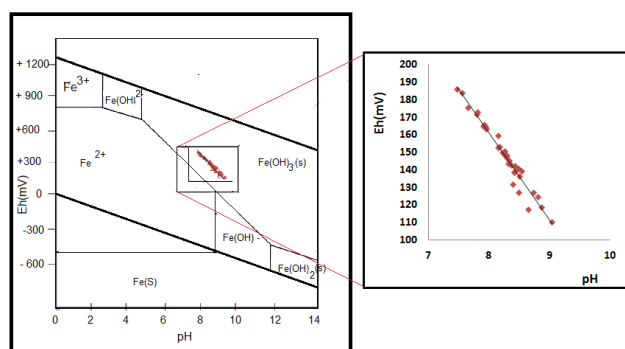 + 1200
+ 900
+600
+300
0
- 300
- 600
Eh(mV)
Fe3+
Fe(OH)2-
Fe 2+
Fe(OH)3(s)
Fe(OH) -
Fe(OH)2(s)
Fe(S)
0 2 4 6 8 10 12 14
pH
200
190
180
170
160
150
140
130
120
110
100
Eh(mV)
7 8 9 10
pH